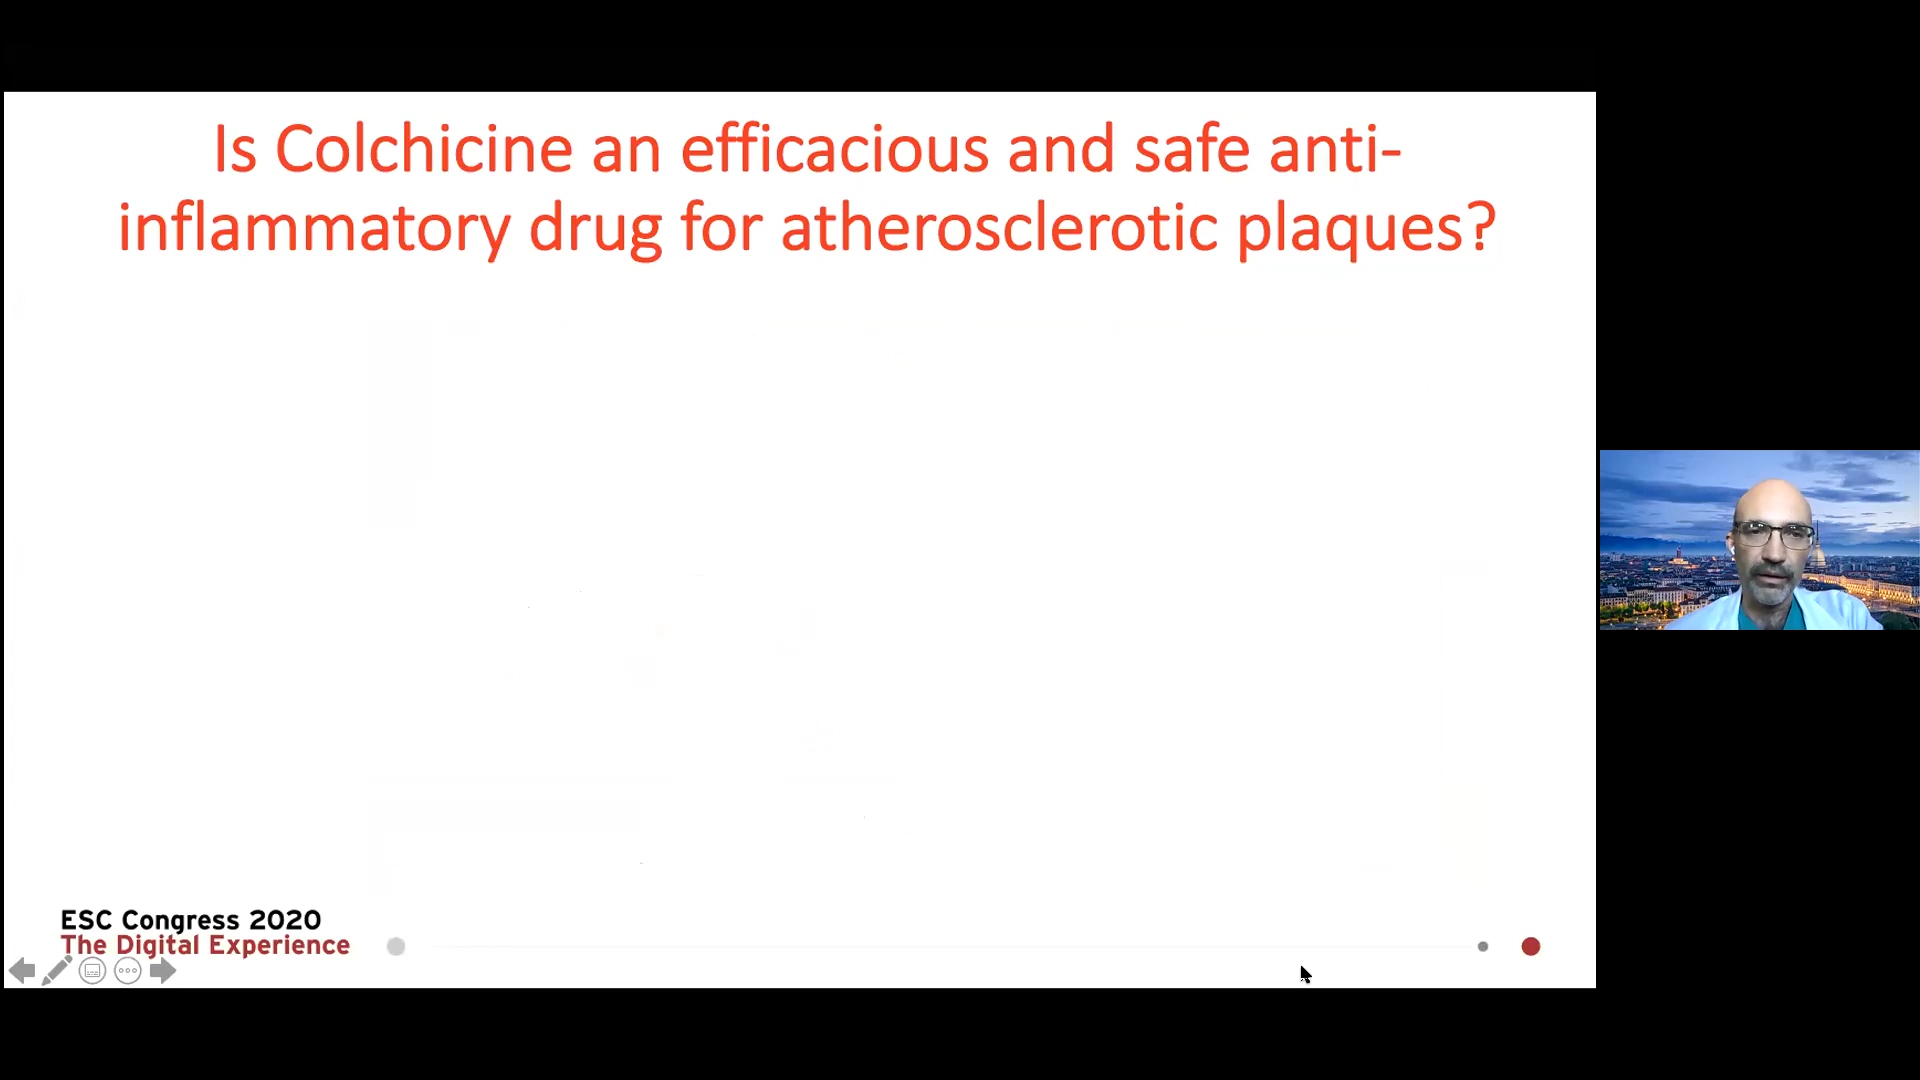 Is Colchicine an efficacious and safe anti-
inflammatory drug for atherosclerotic plaques?
ESC Congress 2020
The Digital Experience